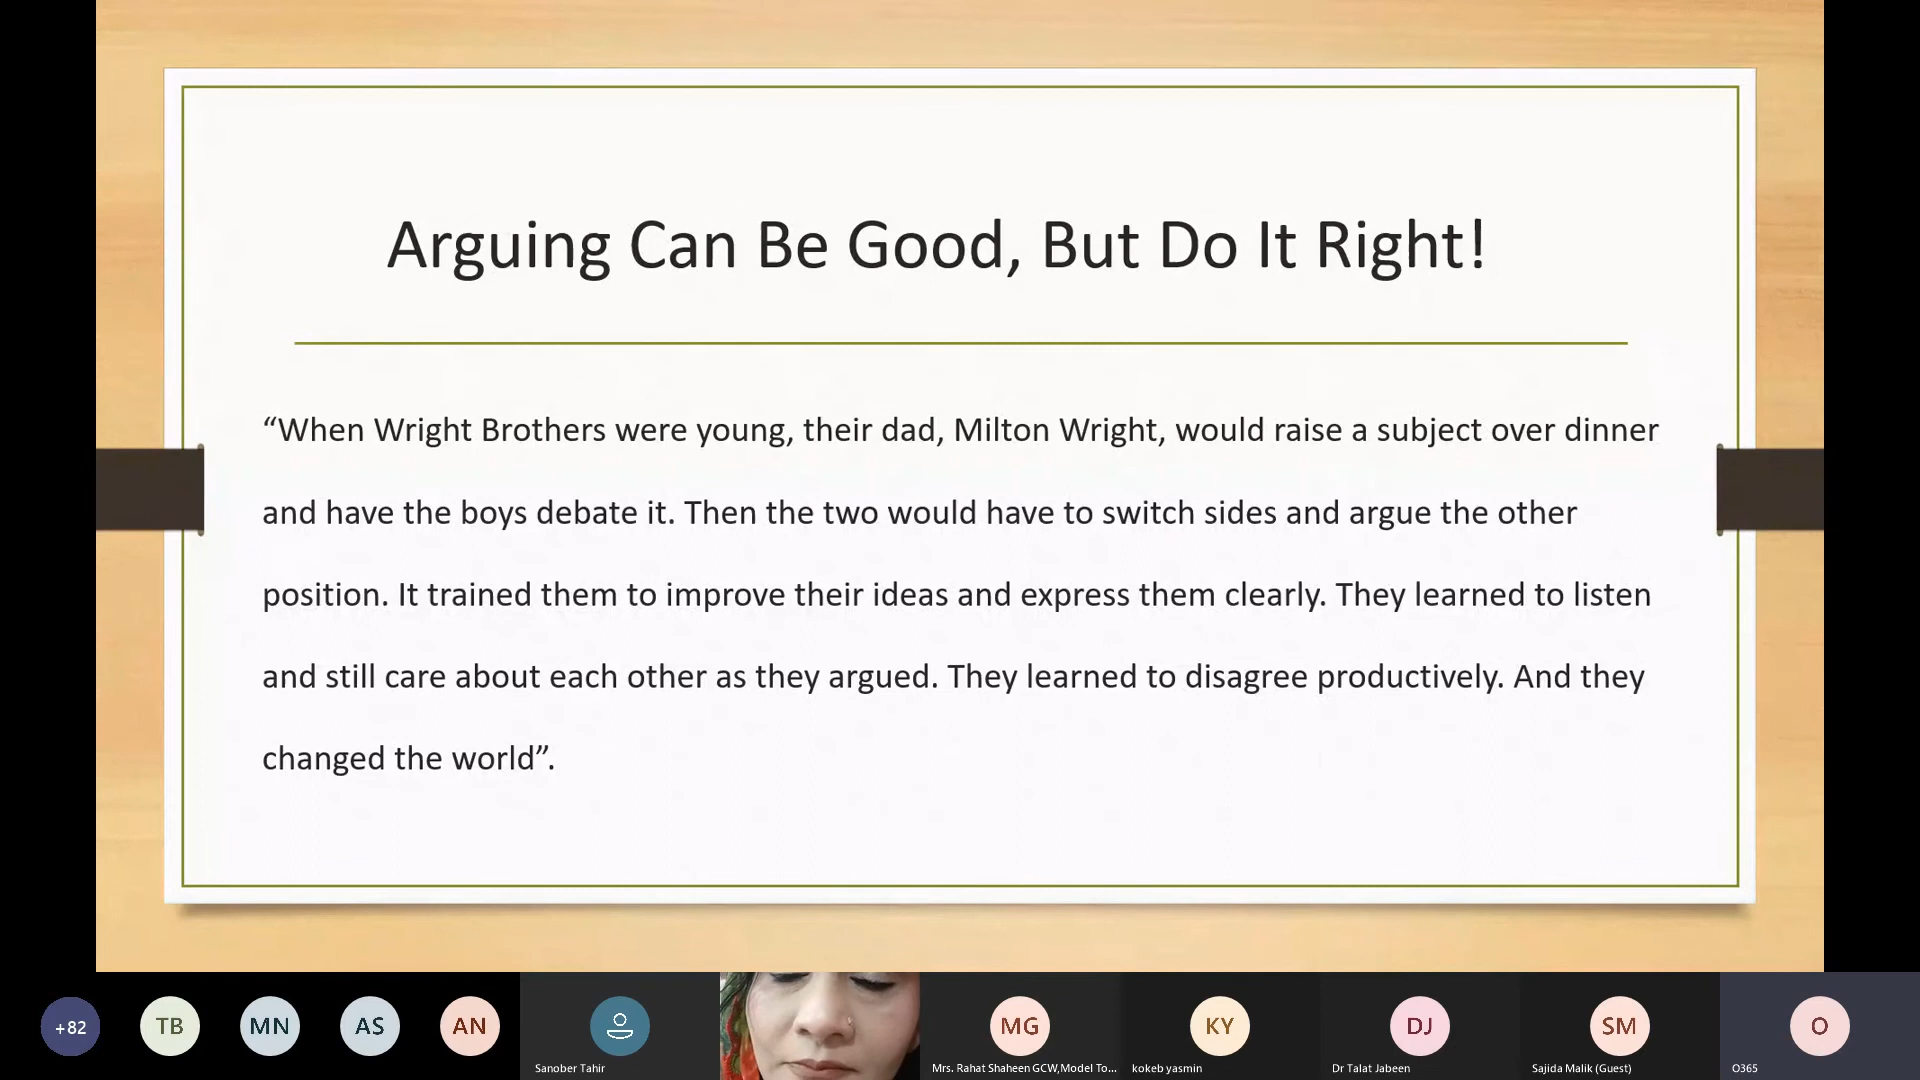 Arguing Can Be Good, But Do It Right!
“When Wright Brothers were young, their dad, Milton Wright, would raise a subject over dinner
and have the boys debate it. Then the two would have to switch sides and argue the other
position. It trained them to improve their ideas and express them clearly. They learned to listen
and still care about each other as they argued. They learned to disagree productively. And they
changed the world”.
+82 TB MN AS AN MG KY DJ SM O
Sanober Tahir Mrs. Rahat Shaheen GCW,Model To... kokeb yasmin Dr Talat Jabeen Sajida Malik (Guest) O365